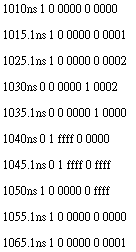 1010ns 1 0 0000 0 0000
1015.1ns 1 0 0000 0 0001
1025.1ns 1 0 0000 0 0002
1030ns 0 0 0000 1 0002
1035.1ns 0 0 0000 1 0000
1040ns 0 1 ffff 0 0000
1045.1ns 0 1 ffff 0 ffff
1050ns 1 0 0000 0 ffff
1055.1ns 1 0 0000 0 0000
1065.1ns 1 0 0000 0 0001